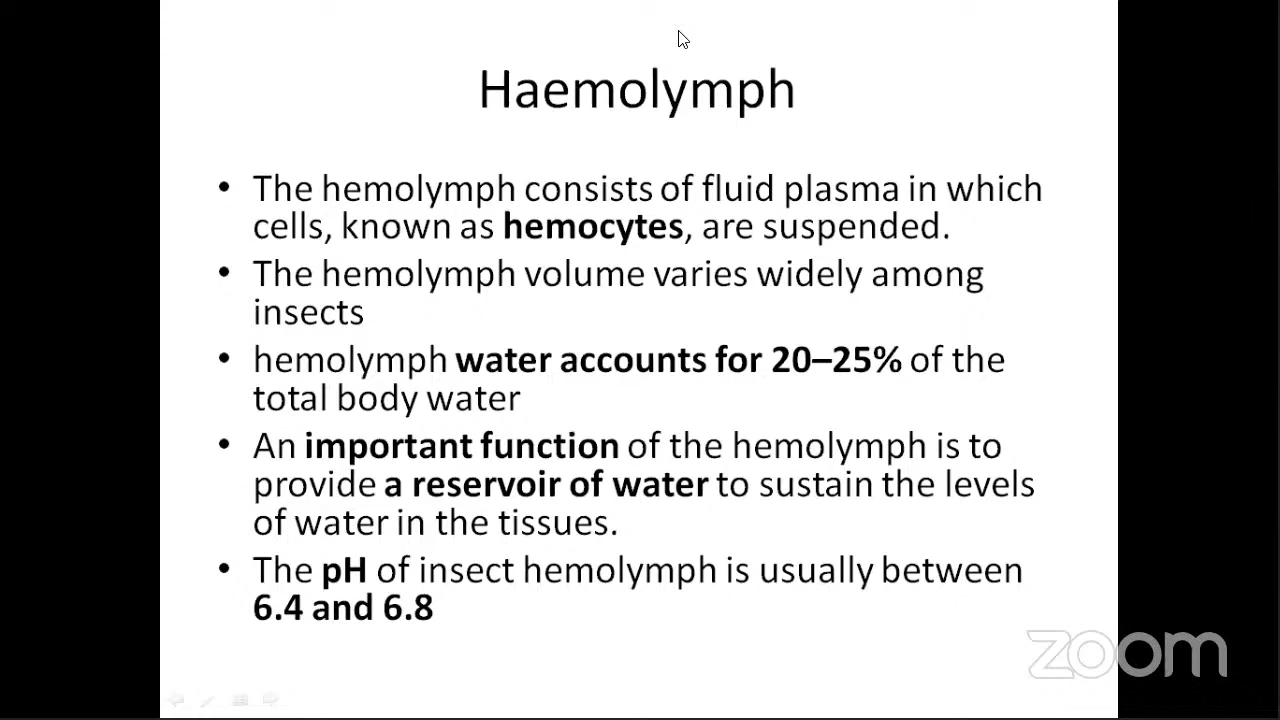 Haemolymph
• The hemolymph consists of fluid plasma in which
cells, known as hemocytes, are suspended.
• The hemolymph volume varies widely among
insects
• hemolymph water accounts for 20–25% of the
total body water
• An important function of the hemolymph is to
provide a reservoir of water to sustain the levels
of water in the tissues.
• The pH of insect hemolymph is usually between
6.4 and 6.8
zoom